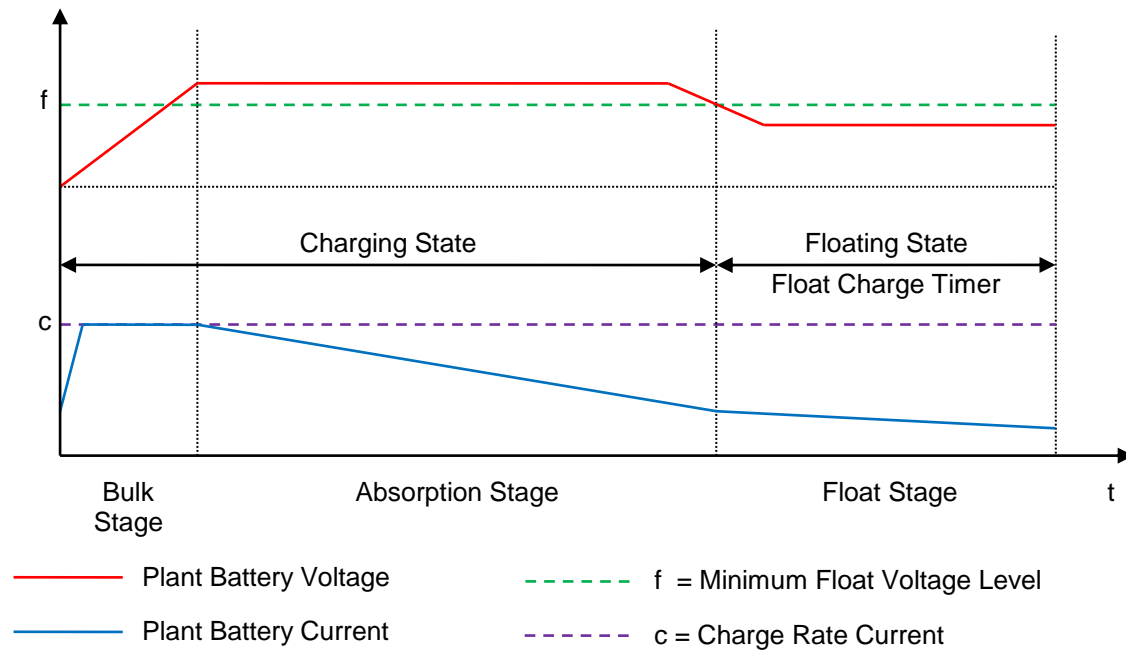 f
Charging State
Floating State
Float Charge Timer
c
Bulk
Stage
Absorption Stage
Float Stage
t
Plant Battery Voltage
f = Minimum Float Voltage Level
Plant Battery Current
c = Charge Rate Current